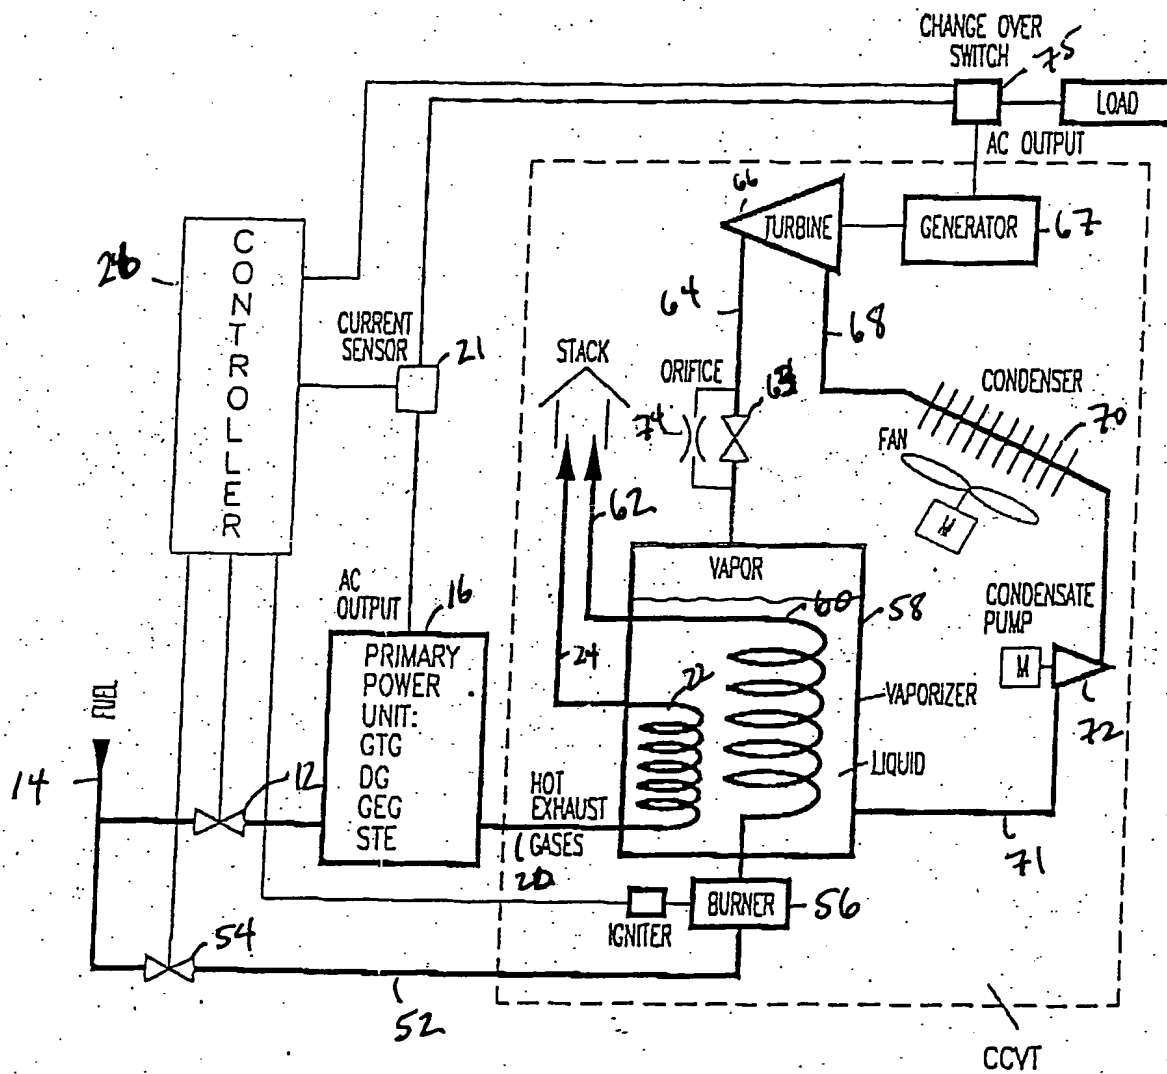 CHANGE OVER
SWITCH
75
LOAD
AC OUTPUT
66
TURBINE
GENERATOR
67
CONTROLLER
64
68
CURRENT
SENSOR
21
STACK
ORIFICE
74
CONDENSER
70
FAN
M
62
VAPOR
AC
OUTPUT
16
60
58
CONDENSATE
PUMP
M
72
PRIMARY
POWER
UNIT:
GTG
DG
GEG
STE
24
22
VAPORIZER
LIQUID
FUEL
14
12
HOT
EXHAUST
GASES
20
71
BURNER
56
IGNITER
54
52
CCVT